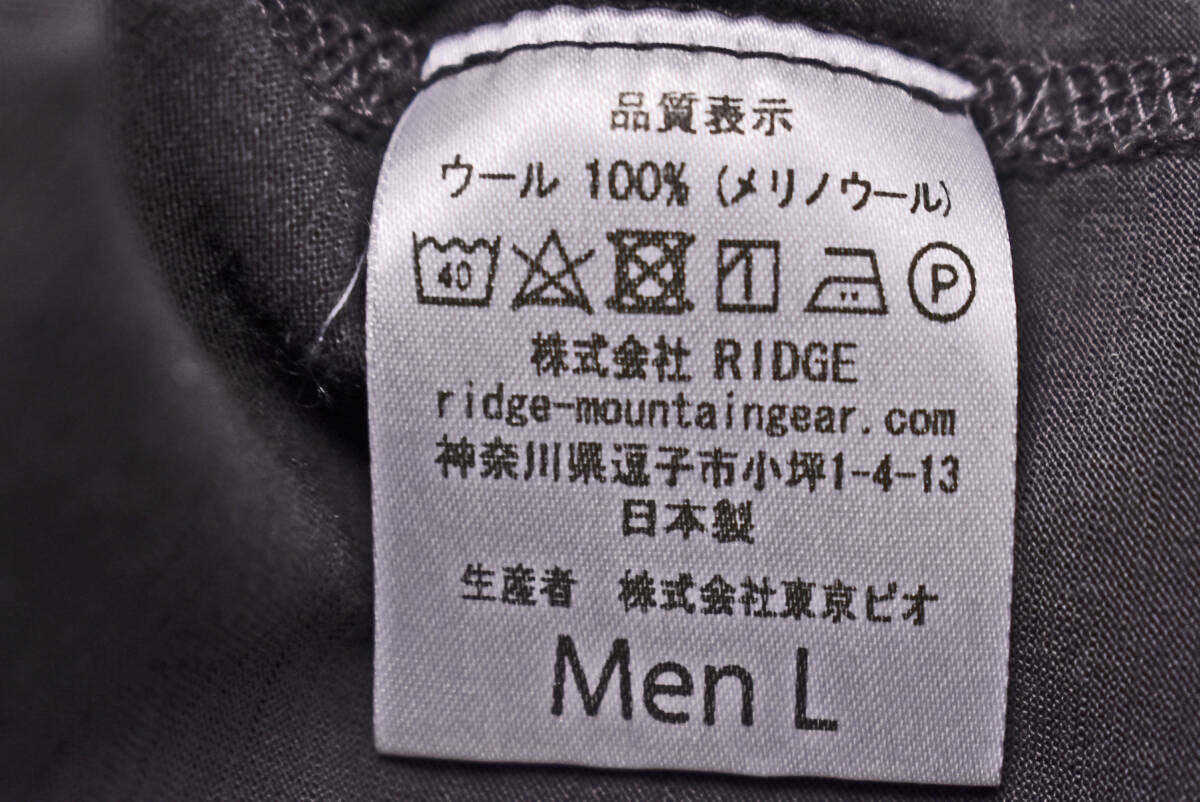 品質表示
ウール 100% (メリノウール)
40 P
株式会社 RIDGE
ridge-mountaingear.com
神奈川県逗子市小坪1-4-13
日本製
生産者 株式会社東京ピオ
Men L